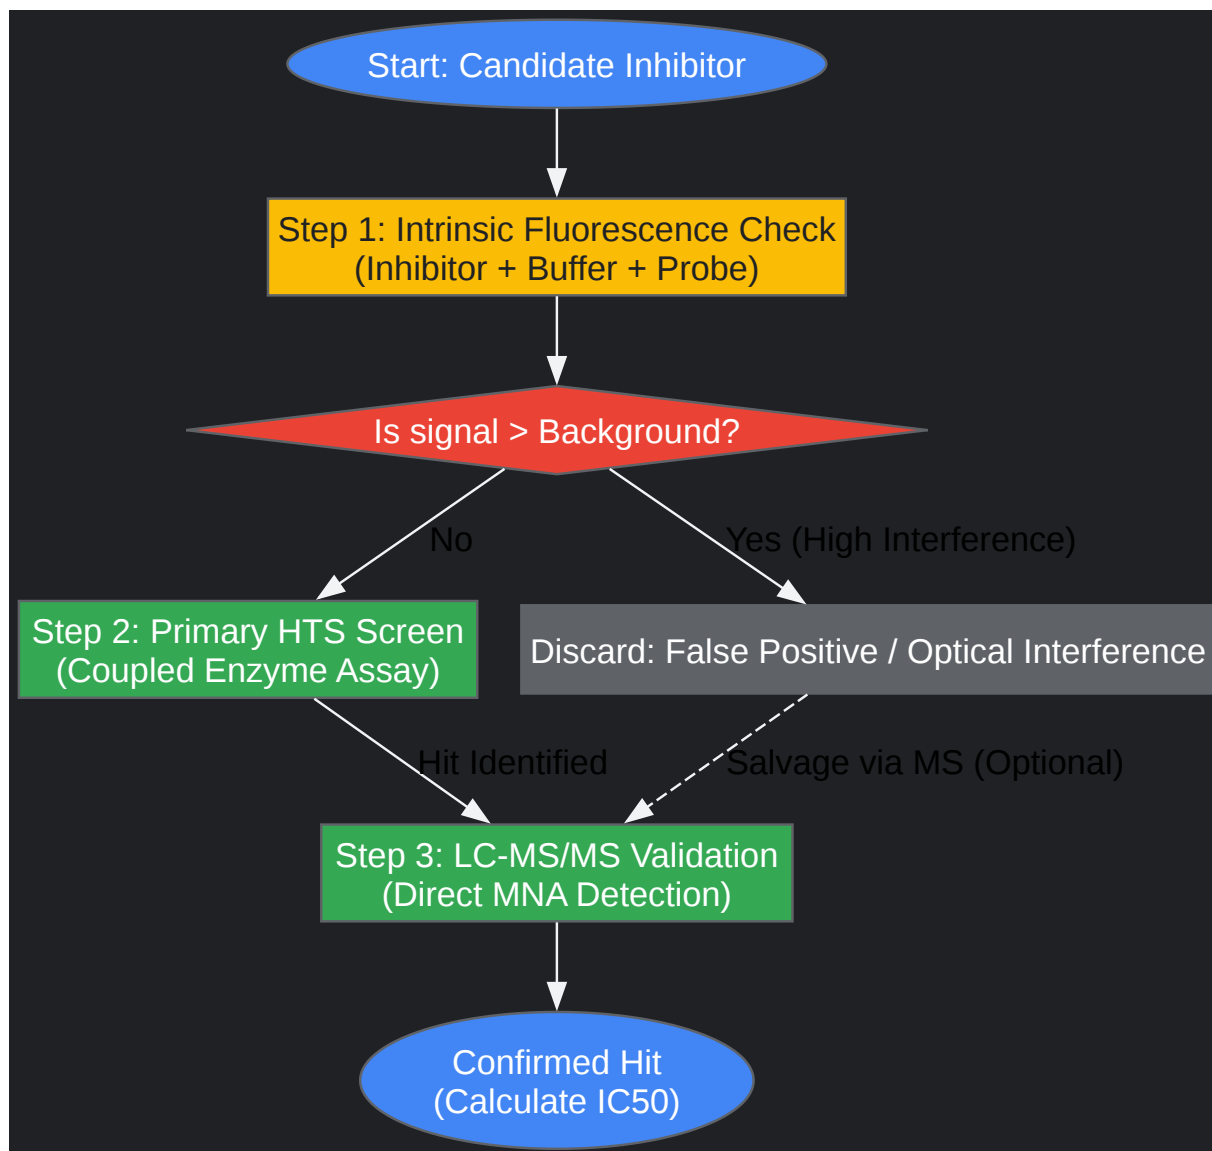 Start: Candidate Inhibitor
Step 1: Intrinsic Fluorescence Check
(Inhibitor + Buffer + Probe)
Is signal > Background?
No
Yes (High Interference)
Step 2: Primary HTS Screen
(Coupled Enzyme Assay)
Discard: False Positive / Optical Interference
Hit Identified
Salvage via MS (Optional)
Step 3: LC-MS/MS Validation
(Direct MNA Detection)
Confirmed Hit
(Calculate IC50)